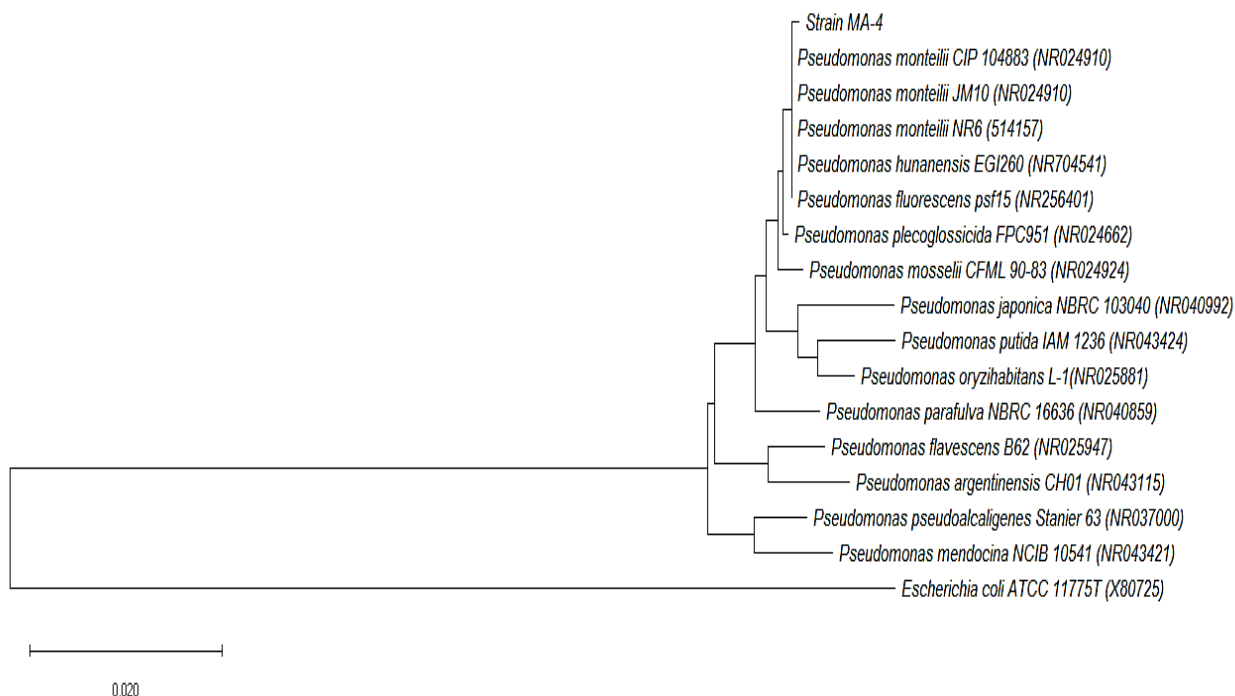 Strain MA-4
Pseudomonas monteilii CIP 104883 (NR024910)
Pseudomonas monteilii JM10 (NR024910)
Pseudomonas monteilii NR6 (514157)
Pseudomonas hunanensis EGI260 (NR704541)
Pseudomonas fluorescens psf15 (NR256401)
Pseudomonas plecoglossicida FPC951 (NR024662)
Pseudomonas mosselii CFML 90-83 (NR024924)
Pseudomonas japonica NBRC 103040 (NR040992)
Pseudomonas putida IAM 1236 (NR043424)
Pseudomonas oryzihabitans L-1(NR025881)
Pseudomonas parafulva NBRC 16636 (NR040859)
Pseudomonas flavescens B62 (NR025947)
Pseudomonas argentinensis CH01 (NR043115)
Pseudomonas pseudoalcaligenes Stanier 63 (NR037000)
Pseudomonas mendocina NCIB 10541 (NR043421)
Escherichia coli ATCC 11775T (X80725)
0.020